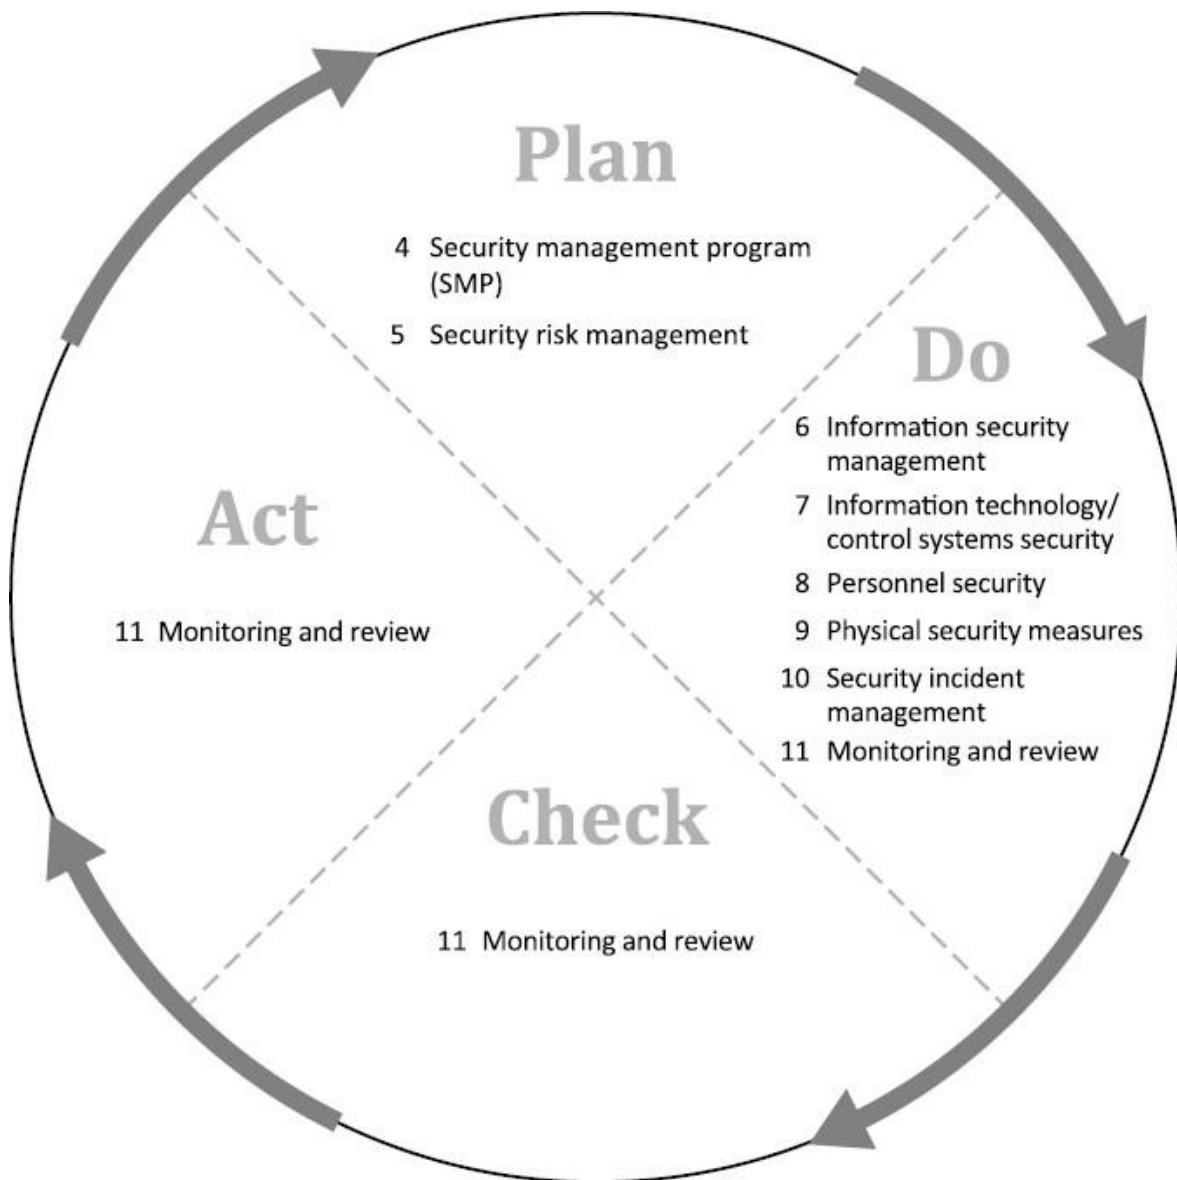 Plan
4 Security management program
(SMP)
5 Security risk management
Do
6 Information security
management
7 Information technology/
control systems security
8 Personnel security
9 Physical security measures
10 Security incident
management
11 Monitoring and review
Check
11 Monitoring and review
Act
11 Monitoring and review